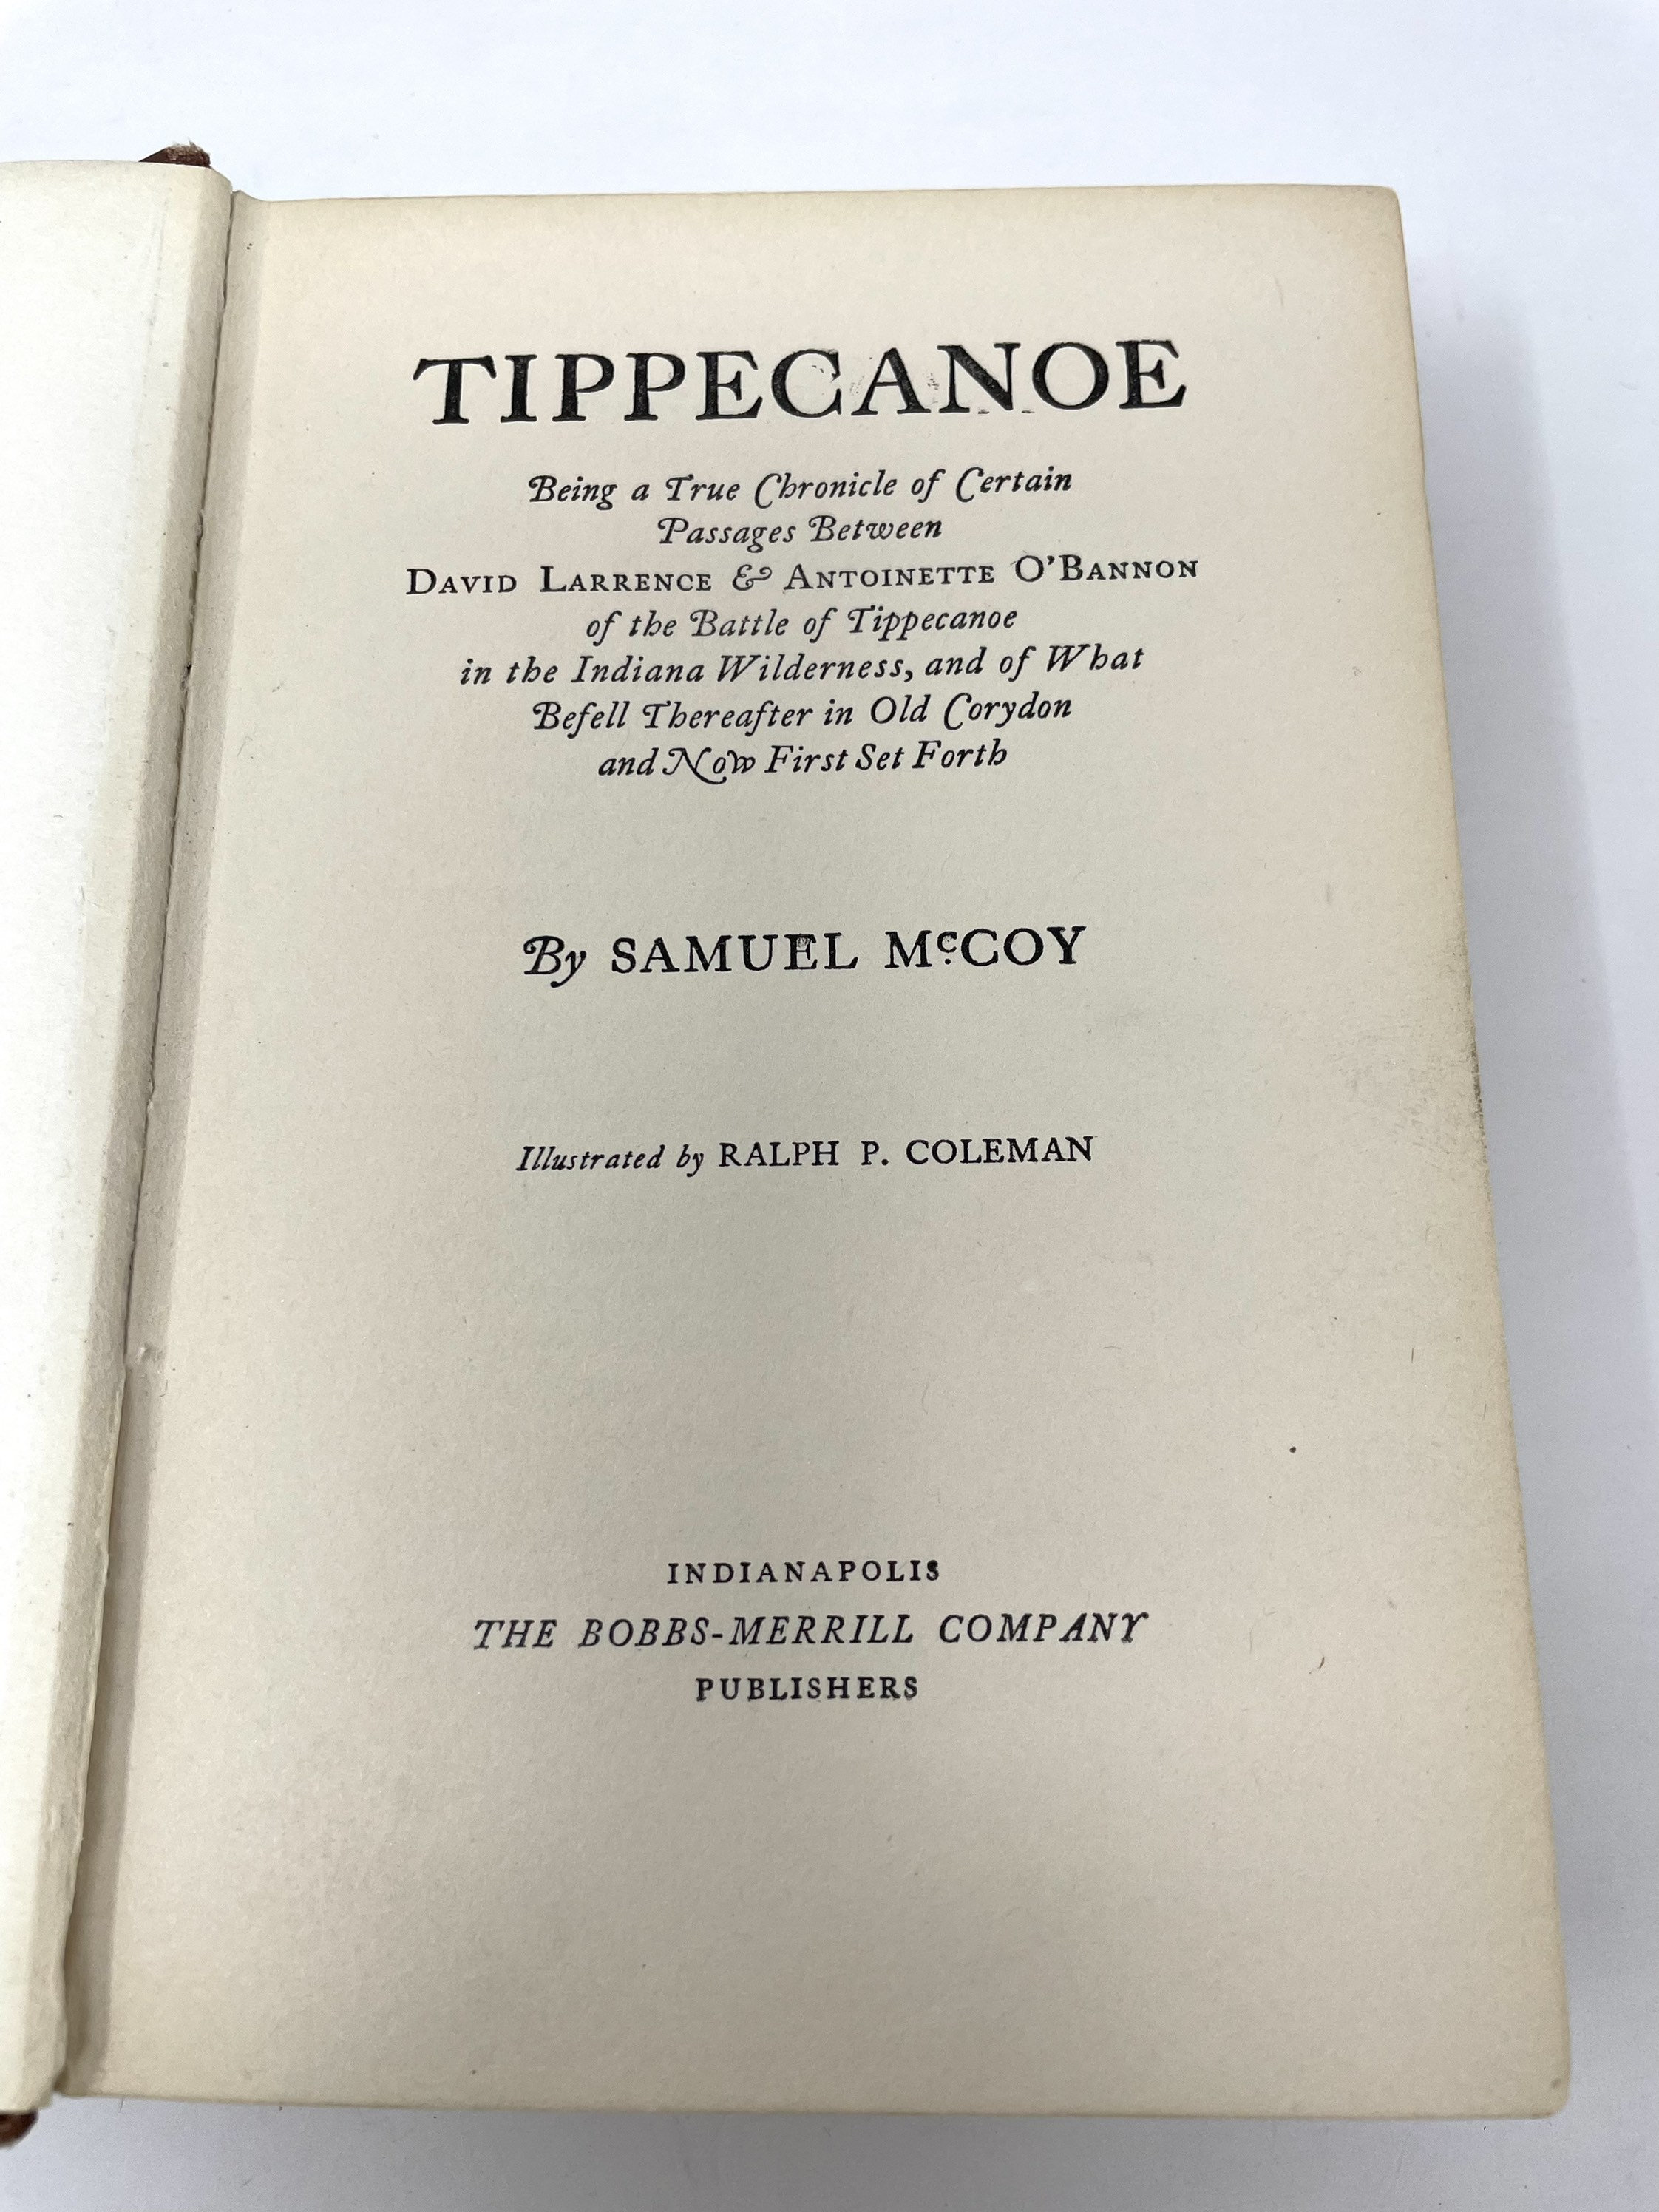 TIPPECANOE
Being a True Chronicle of Certain
Passages Between
DAVID LARRENCE & ANTOINETTE O'BANNON
of the Battle of Tippecanoe
in the Indiana Wilderness, and of What
Befell Thereafter in Old Corydon
and Now First Set Forth
By SAMUEL McCOY
Illustrated by RALPH P. COLEMAN
INDIANAPOLIS
THE BOBBS-MERRILL COMPANY
PUBLISHERS